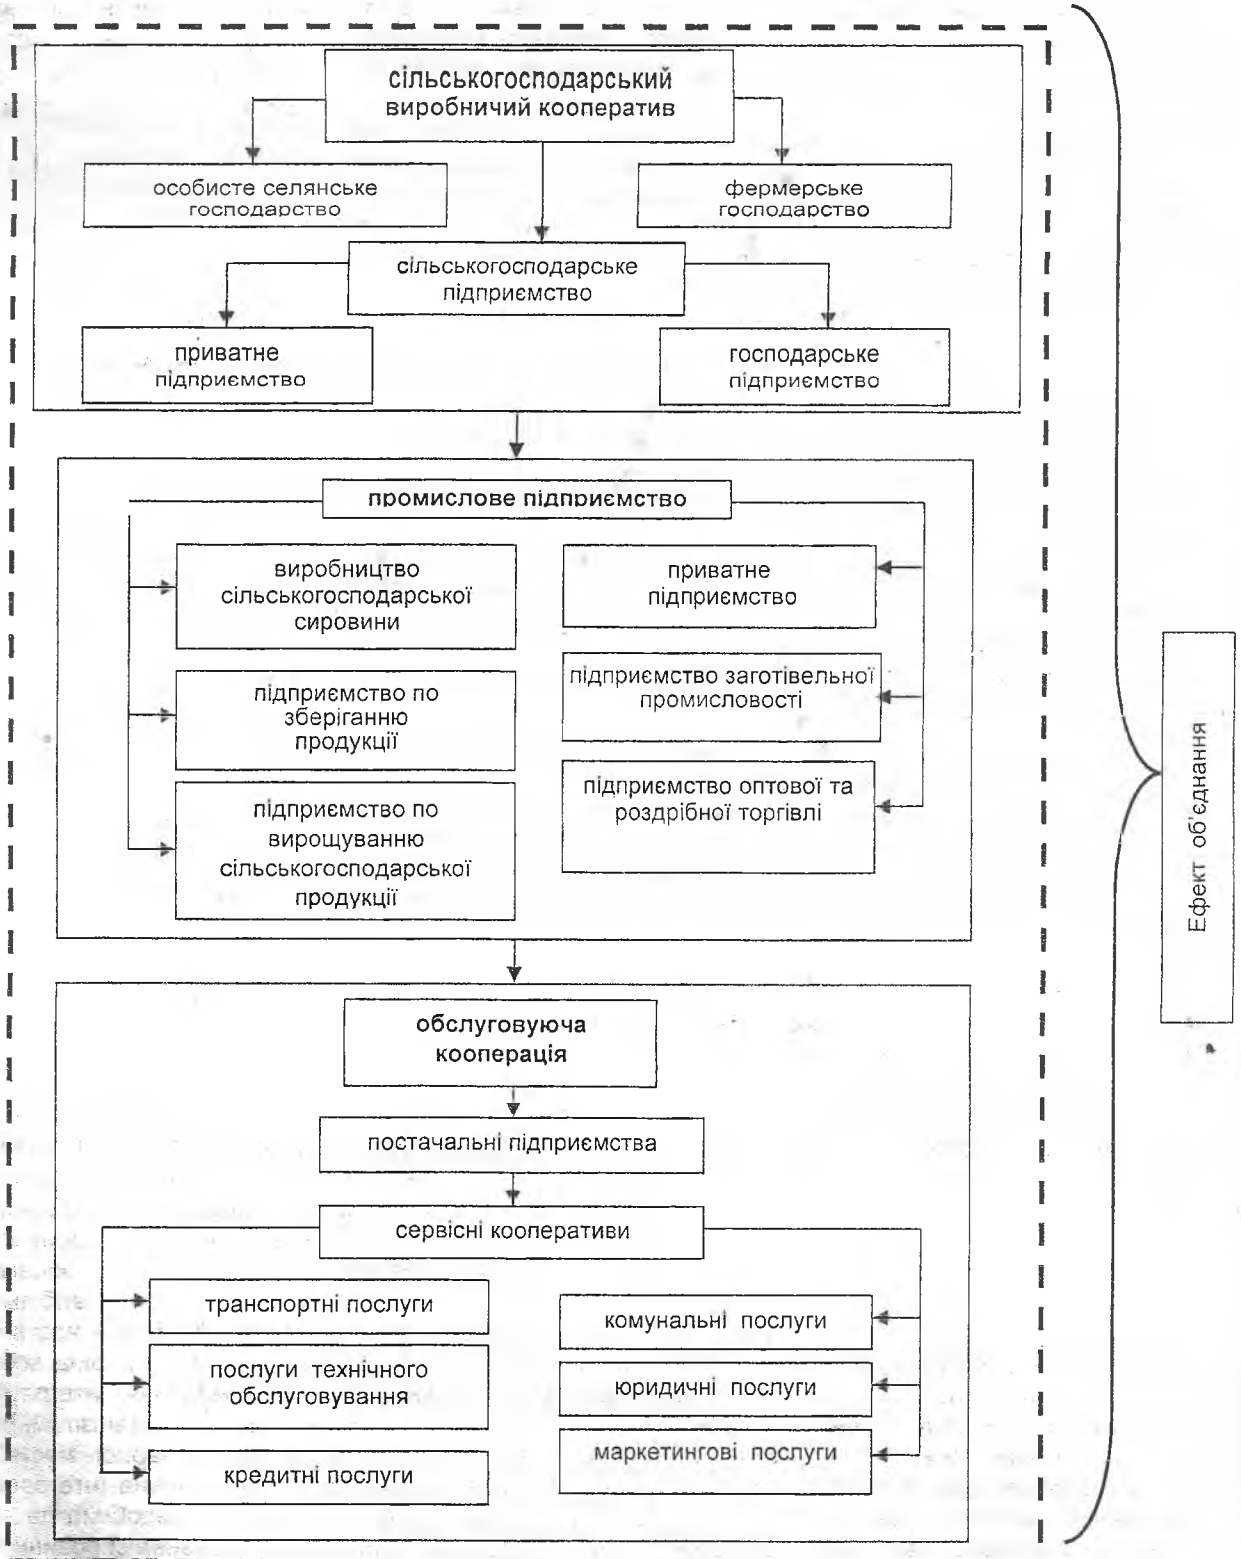 сільськогосподарський
виробничий кооператив
особисте селянське
господарство
фермерське
господарство
сільськогосподарське
підприємство
приватне
підприємство
господарське
підприємство
промислове підприємство
виробництво
сільськогосподарської
сировини
підприємство по
зберіганню
продукції
підприємство по
вирощуванню
сільськогосподарської
продукції
приватне
підприємство
підприємство заготівельної
промисловості
підприємство оптової та
роздрібної торгівлі
Ефект об'єднання
обслуговуюча
кооперація
постачальні підприємства
сервісні кооперативи
транспортні послуги
послуги технічного
обслуговування
кредитні послуги
комунальні послуги
юридичні послуги
маркетингові послуги